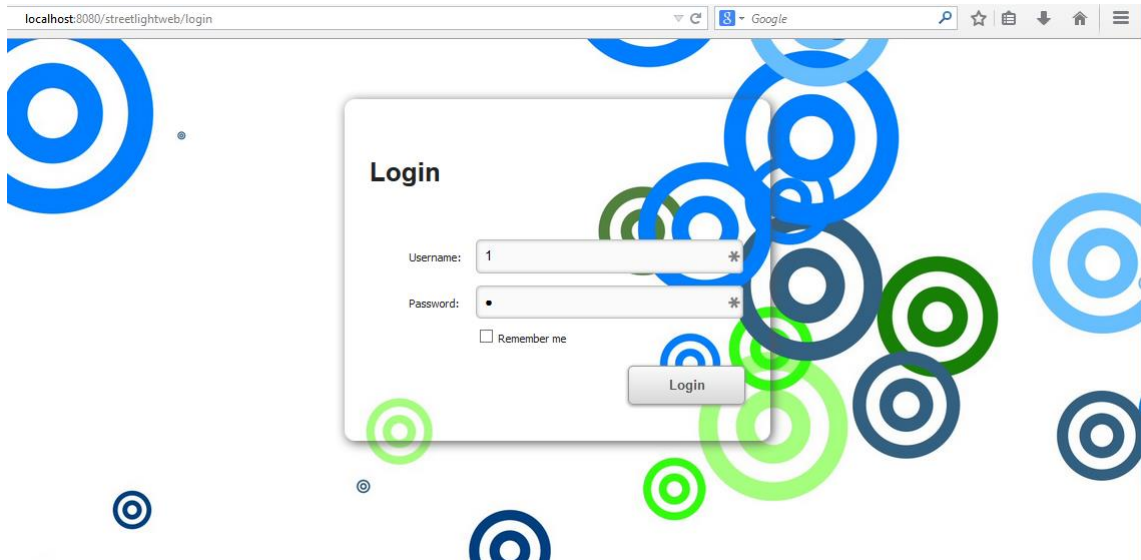 localhost:8080/streetlightweb/login
Google
Login
Username: 1
Password: •
Remember me
Login